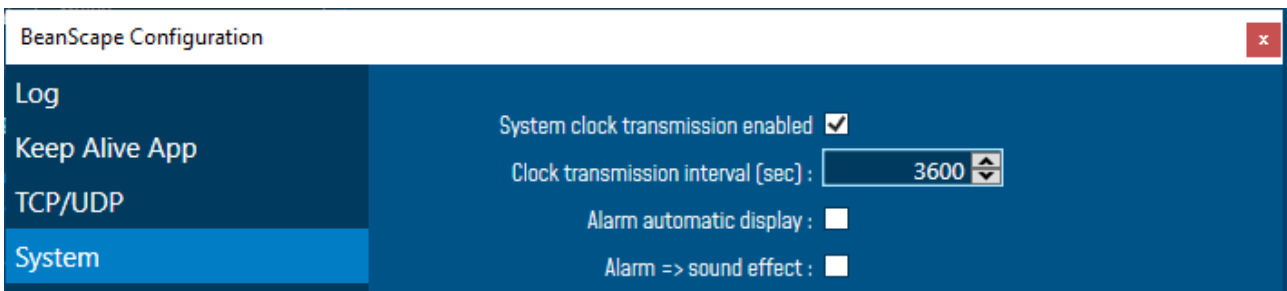 BeanScape Configuration
x
Log
Keep Alive App
TCP/UDP
System
System clock transmission enabled
Clock transmission interval (sec) : 3600
Alarm automatic display :
Alarm => sound effect :